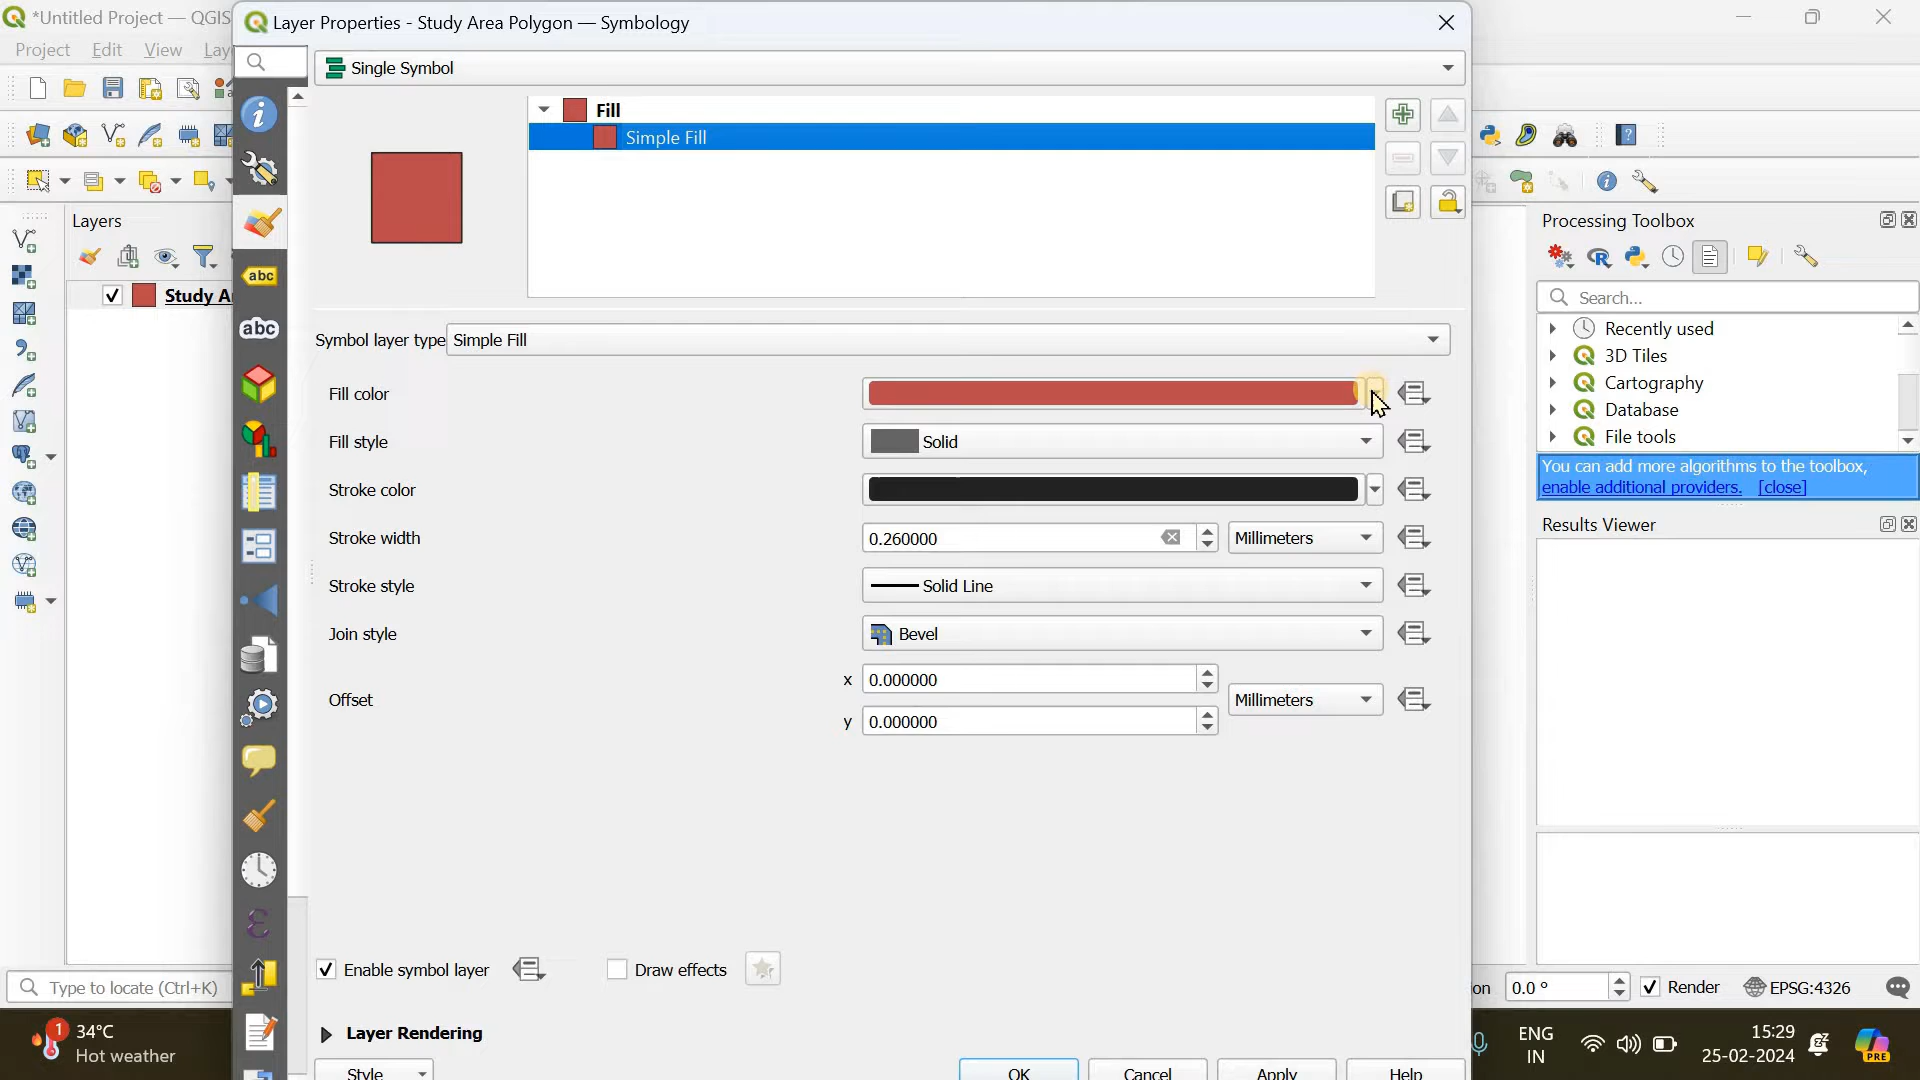 *Untitled Project — QGIS
Layer Properties - Study Area Polygon — Symbology
Project Edit View
Single Symbol
Fill
Simple Fill
abc
abc
Layers
Study A
Symbol layer type Simple Fill
Fill color
Fill style Solid
Stroke color
Stroke width 0.260000 Millimeters
Stroke style Solid Line
Join style Bevel
Offset x 0.000000 Millimeters
y 0.000000
Enable symbol layer Draw effects
Layer Rendering
Style OK Cancel Apply Help
Processing Toolbox
Search...
Recently used
3D Tiles
Cartography
Database
File tools
You can add more algorithms to the toolbox,
enable additional providers. [close]
Results Viewer
Type to locate (Ctrl+K)
on 0.0 ° Render EPSG:4326
1 34°C
Hot weather
ENG
IN
15:29
25-02-2024
PRE